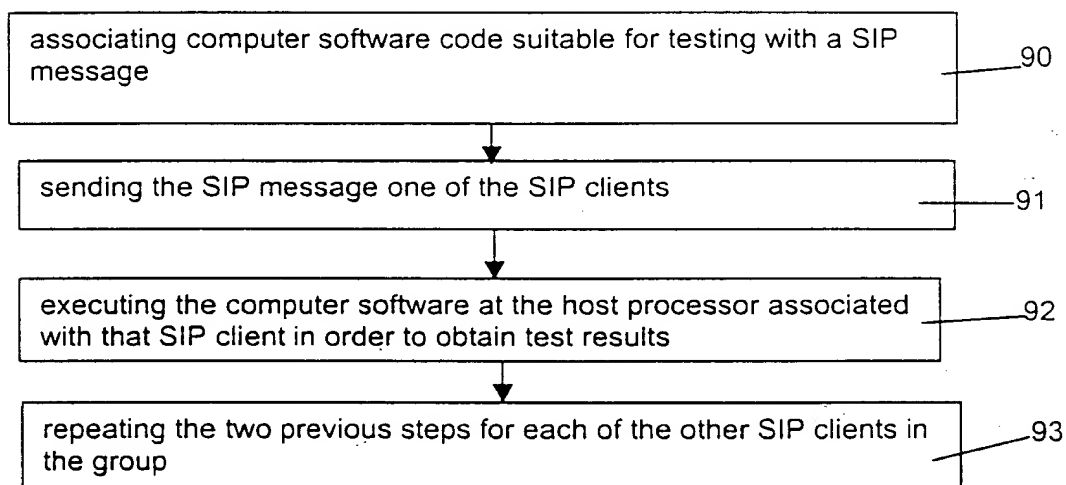 associating computer software code suitable for testing with a SIP
message
90
sending the SIP message one of the SIP clients
91
executing the computer software at the host processor associated
with that SIP client in order to obtain test results
92
repeating the two previous steps for each of the other SIP clients in
the group
93